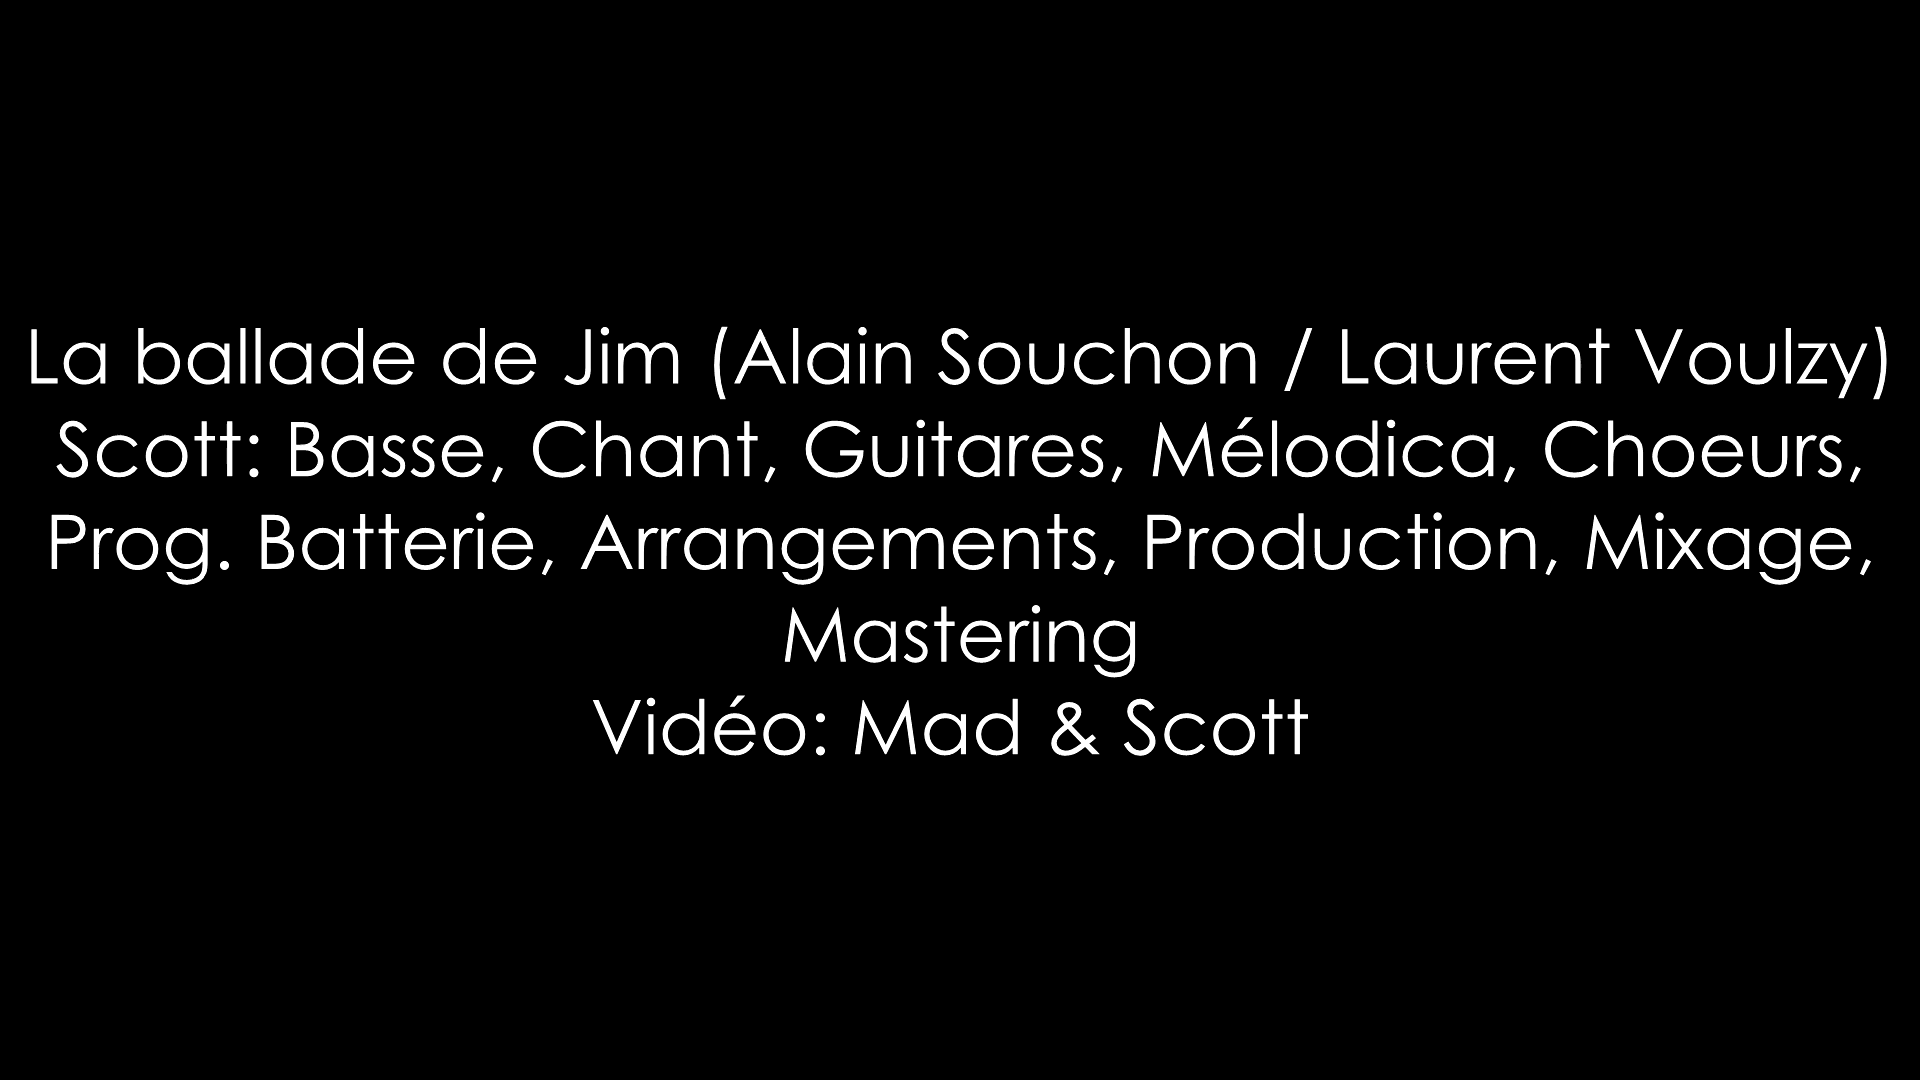 La ballade de Jim (Alain Souchon / Laurent Voulzy)
Scott: Basse, Chant, Guitares, Mélodica, Choeurs,
Prog. Batterie, Arrangements, Production, Mixage,
Mastering
Vidéo: Mad & Scott